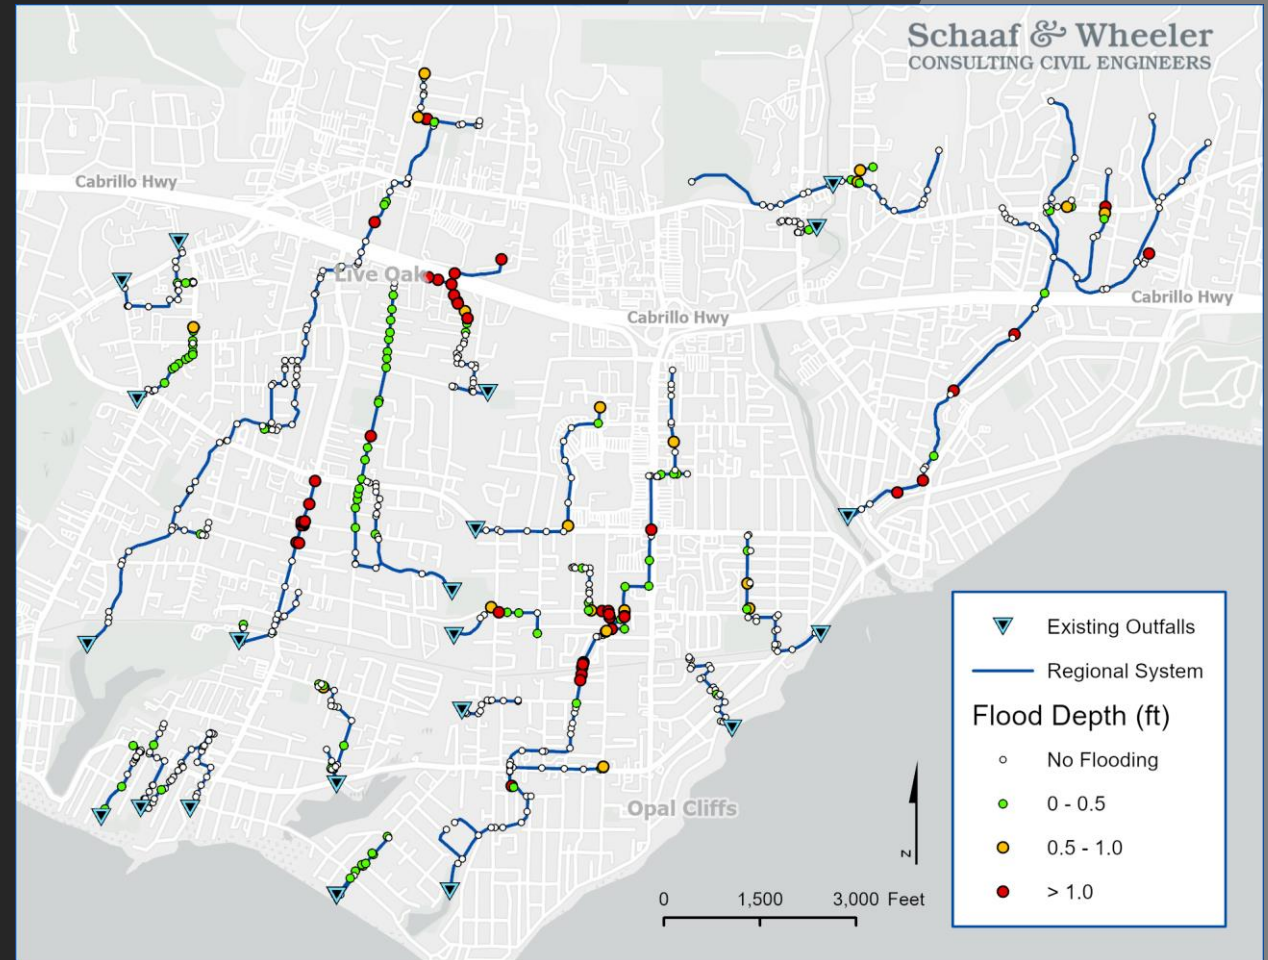 Schaaf & Wheeler
CONSULTING CIVIL ENGINEERS
Cabrillo Hwy
Live Oak
Cabrillo Hwy
Cabrillo Hwy
Existing Outfalls
Regional System
Flood Depth (ft)
No Flooding
0 - 0.5
0.5 - 1.0
> 1.0
Opal Cliffs
N
0 1,500 3,000 Feet